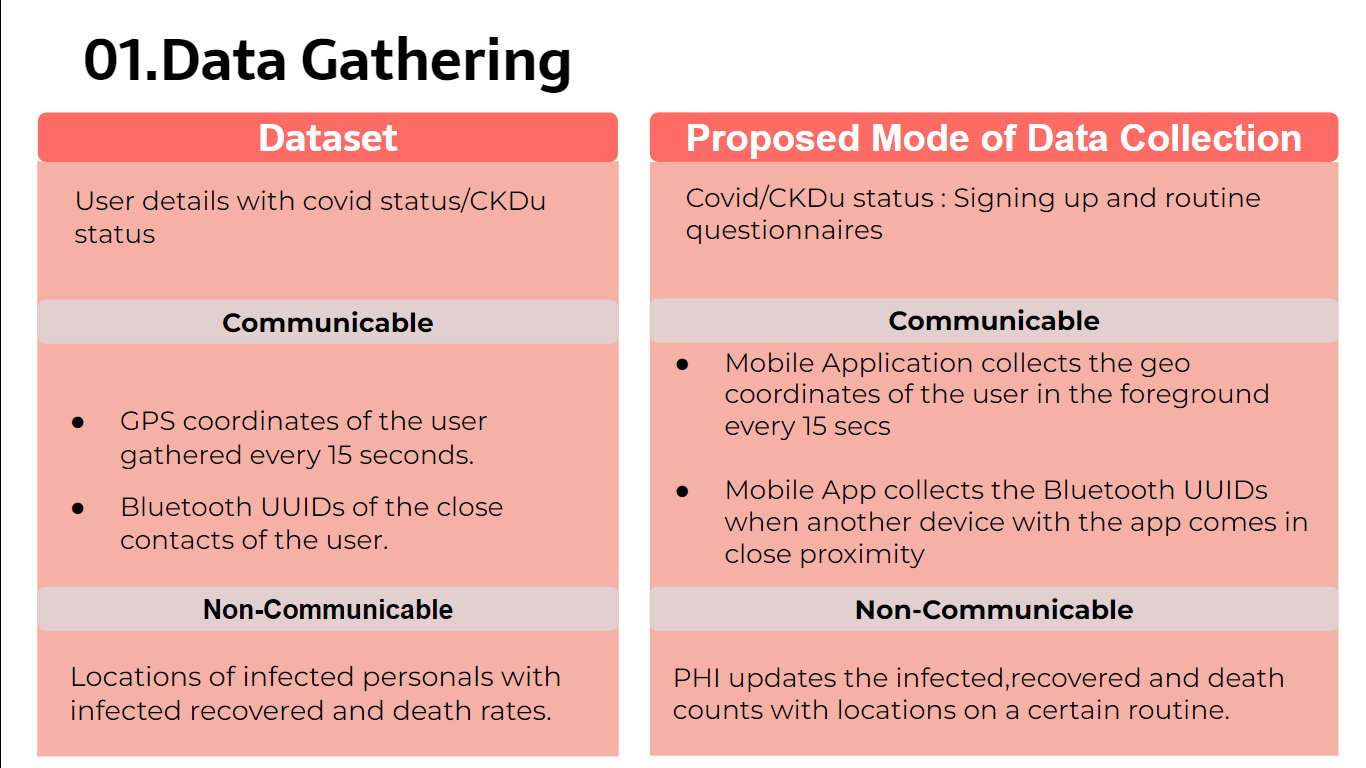 01.Data Gathering
Dataset
User details with covid status/CKDu
status
Communicable
● GPS coordinates of the user
gathered every 15 seconds.
● Bluetooth UUIDs of the close
contacts of the user.
Non-Communicable
Locations of infected personals with
infected recovered and death rates.
Proposed Mode of Data Collection
Covid/CKDu status : Signing up and routine
questionnaires
Communicable
● Mobile Application collects the geo
coordinates of the user in the foreground
every 15 secs
● Mobile App collects the Bluetooth UUIDs
when another device with the app comes in
close proximity
Non-Communicable
PHI updates the infected,recovered and death
counts with locations on a certain routine.